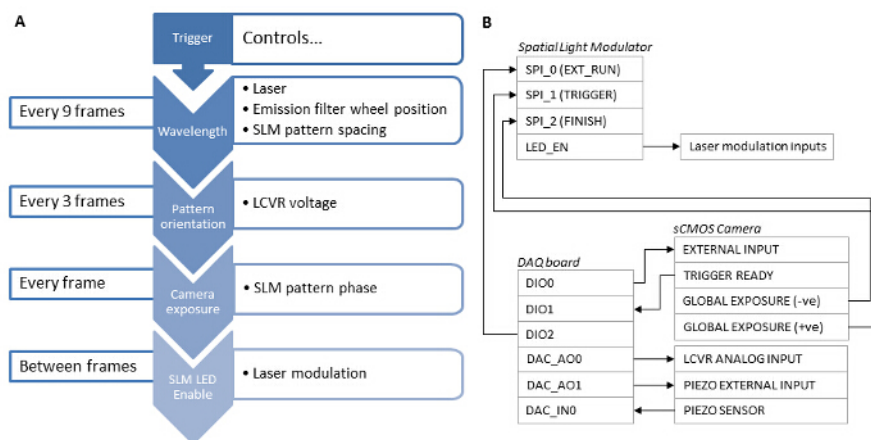 A
Trigger
Controls...
Every 9 frames
Wavelength
• Laser
• Emission filter wheel position
• SLM pattern spacing
Every 3 frames
Pattern
orientation
• LCVR voltage
Every frame
Camera
exposure
• SLM pattern phase
Between frames
SLM LED
Enable
• Laser modulation
B
Spatial Light Modulator
SPI_0 (EXT_RUN)
SPI_1 (TRIGGER)
SPI_2 (FINISH)
LED_EN
Laser modulation inputs
sCMOS Camera
EXTERNAL INPUT
TRIGGER READY
GLOBAL EXPOSURE (-ve)
GLOBAL EXPOSURE (+ve)
DAQ board
DIO0
DIO1
DIO2
DAC_AO0
LCVR ANALOG INPUT
DAC_AO1
PIEZO EXTERNAL INPUT
DAC_IN0
PIEZO SENSOR